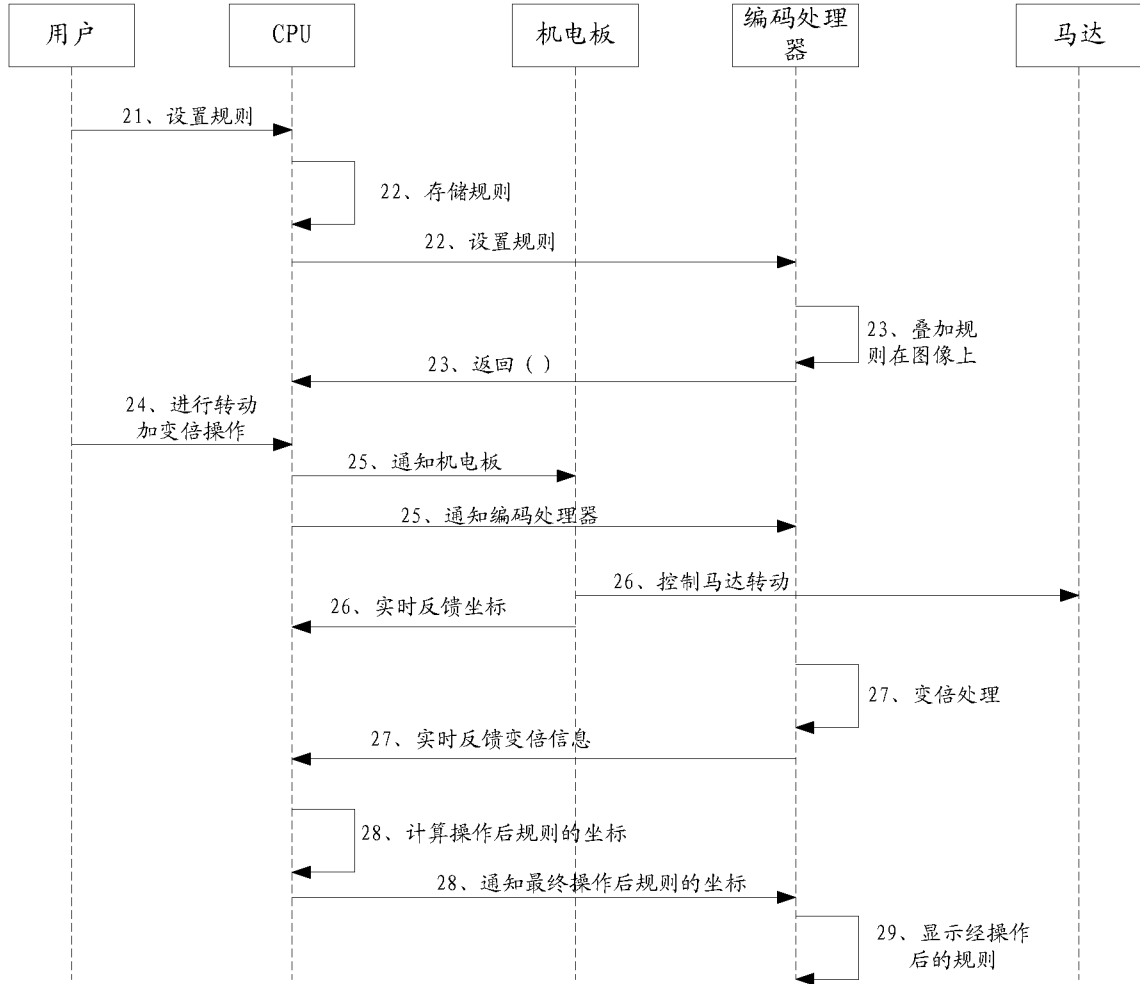 用户
CPU
机电板
编码处理
器
马达
21、设置规则
22、存储规则
22、设置规则
23、叠加规
则在图像上
23、返回（）
24、进行转动
加变倍操作
25、通知机电板
25、通知编码处理器
26、控制马达转动
26、实时反馈坐标
27、变倍处理
27、实时反馈变倍信息
28、计算操作后规则的坐标
28、通知最终操作后规则的坐标
29、显示经操作
后的规则